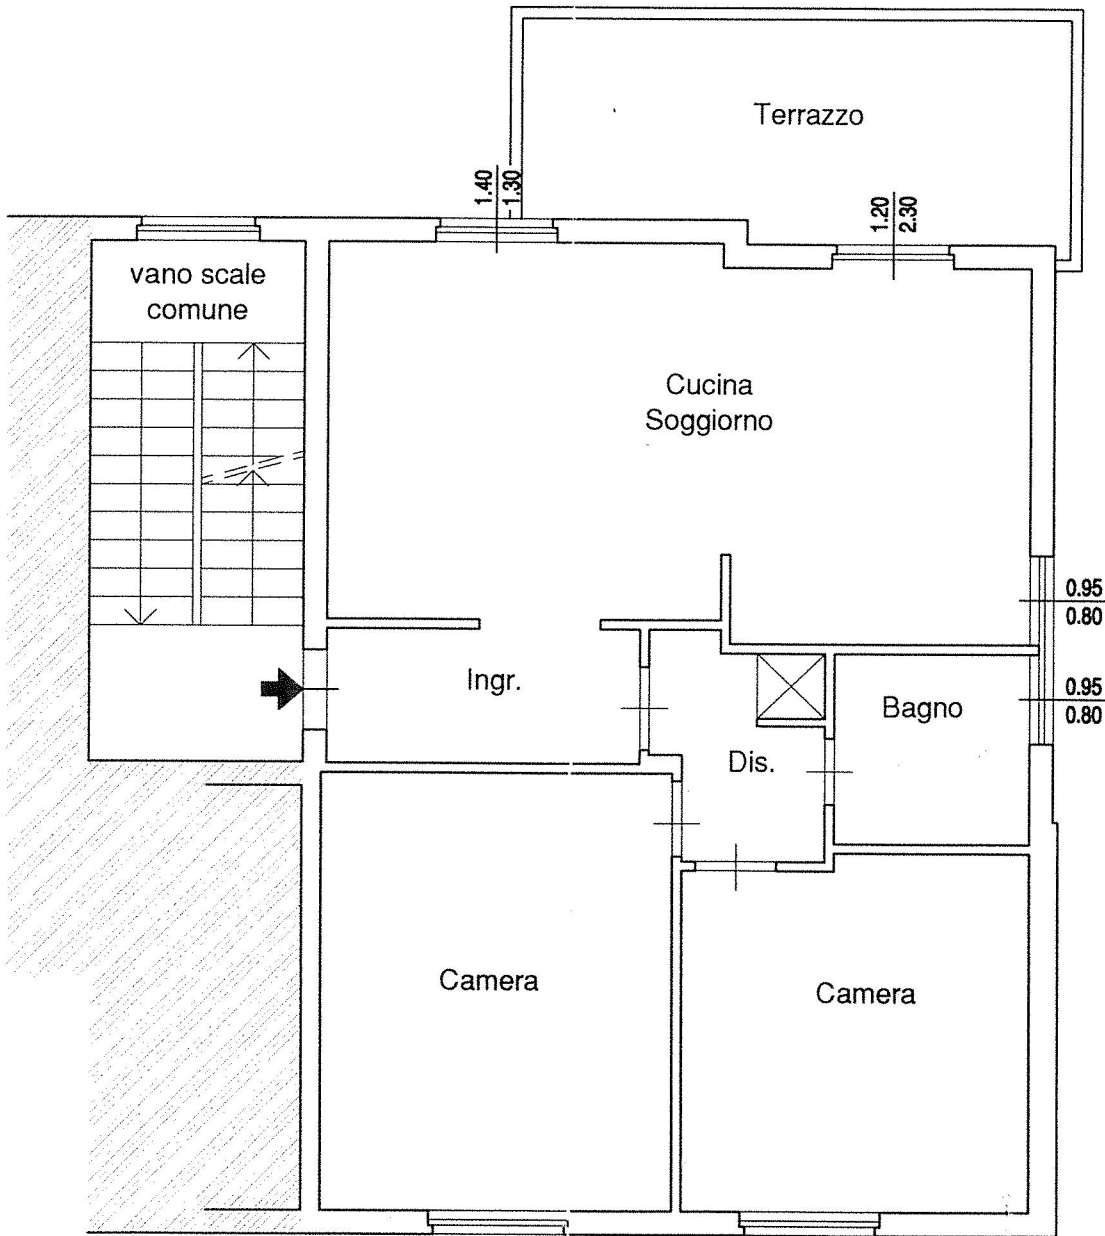 Terrazzo
1.40
1.30
1.20
2.30
vano scale
comune
Cucina
Soggiorno
0.95
0.80
Ingr.
Bagno
0.95
0.80
Dis.
Camera
Camera